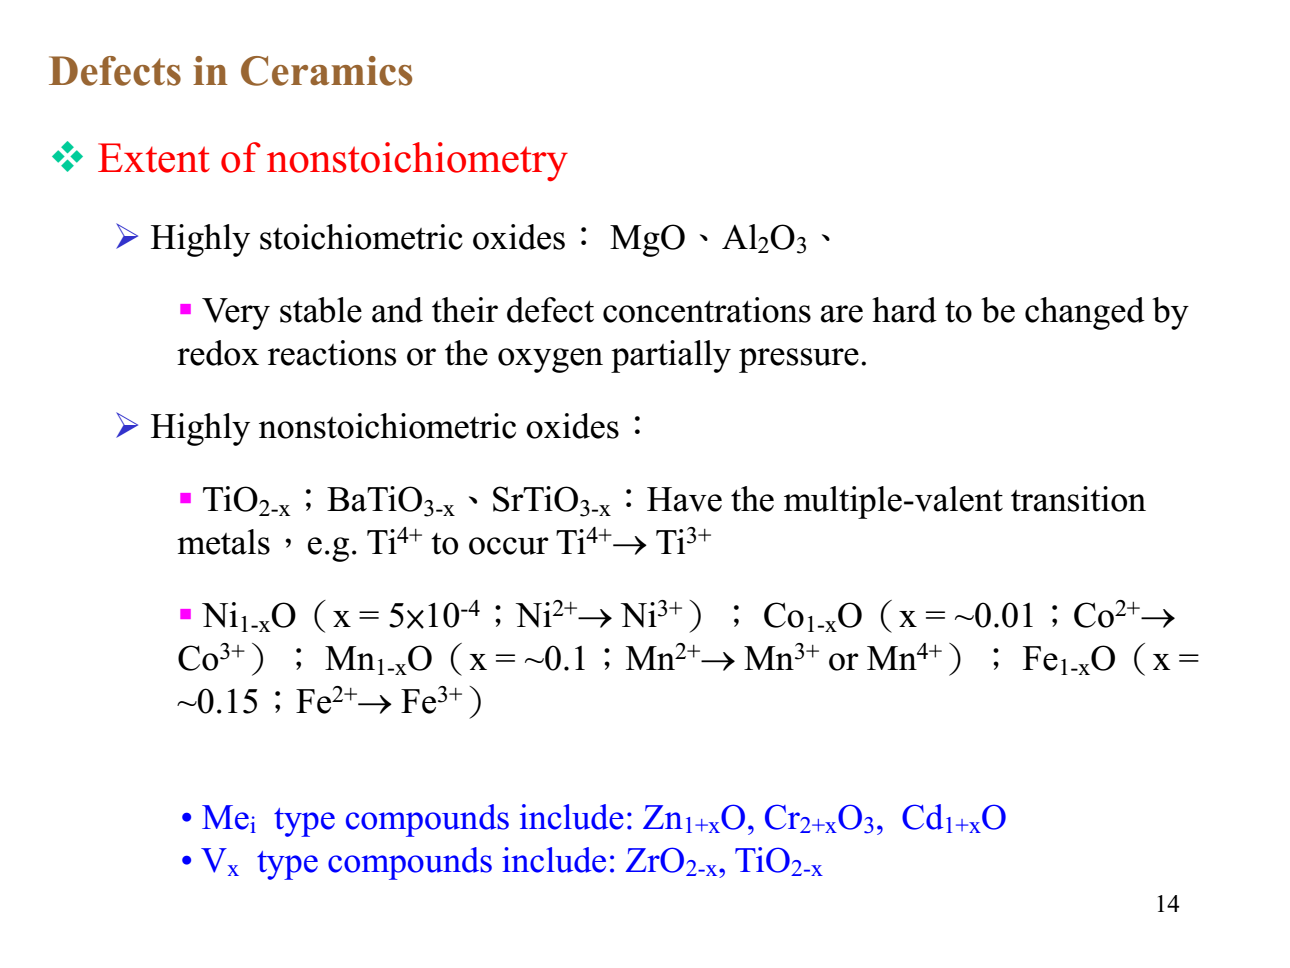 Defects in Ceramics
❖ Extent of nonstoichiometry
➢ Highly stoichiometric oxides： MgO、Al₂O₃、
▪ Very stable and their defect concentrations are hard to be changed by
redox reactions or the oxygen partially pressure.
➢ Highly nonstoichiometric oxides：
▪ TiO₂₋ₓ；BaTiO₃₋ₓ、SrTiO₃₋ₓ：Have the multiple-valent transition
metals，e.g. Ti⁴⁺ to occur Ti⁴⁺→ Ti³⁺
▪ Ni₁₋ₓO（x = 5×10⁻⁴；Ni²⁺→ Ni³⁺）； Co₁₋ₓO（x = ~0.01；Co²⁺→
Co³⁺）； Mn₁₋ₓO（x = ~0.1；Mn²⁺→ Mn³⁺ or Mn⁴⁺）； Fe₁₋ₓO（x =
~0.15；Fe²⁺→ Fe³⁺）
• Meᵢ type compounds include: Zn₁₊ₓO, Cr₂₊ₓO₃, Cd₁₊ₓO
• Vₓ type compounds include: ZrO₂₋ₓ, TiO₂₋ₓ
14